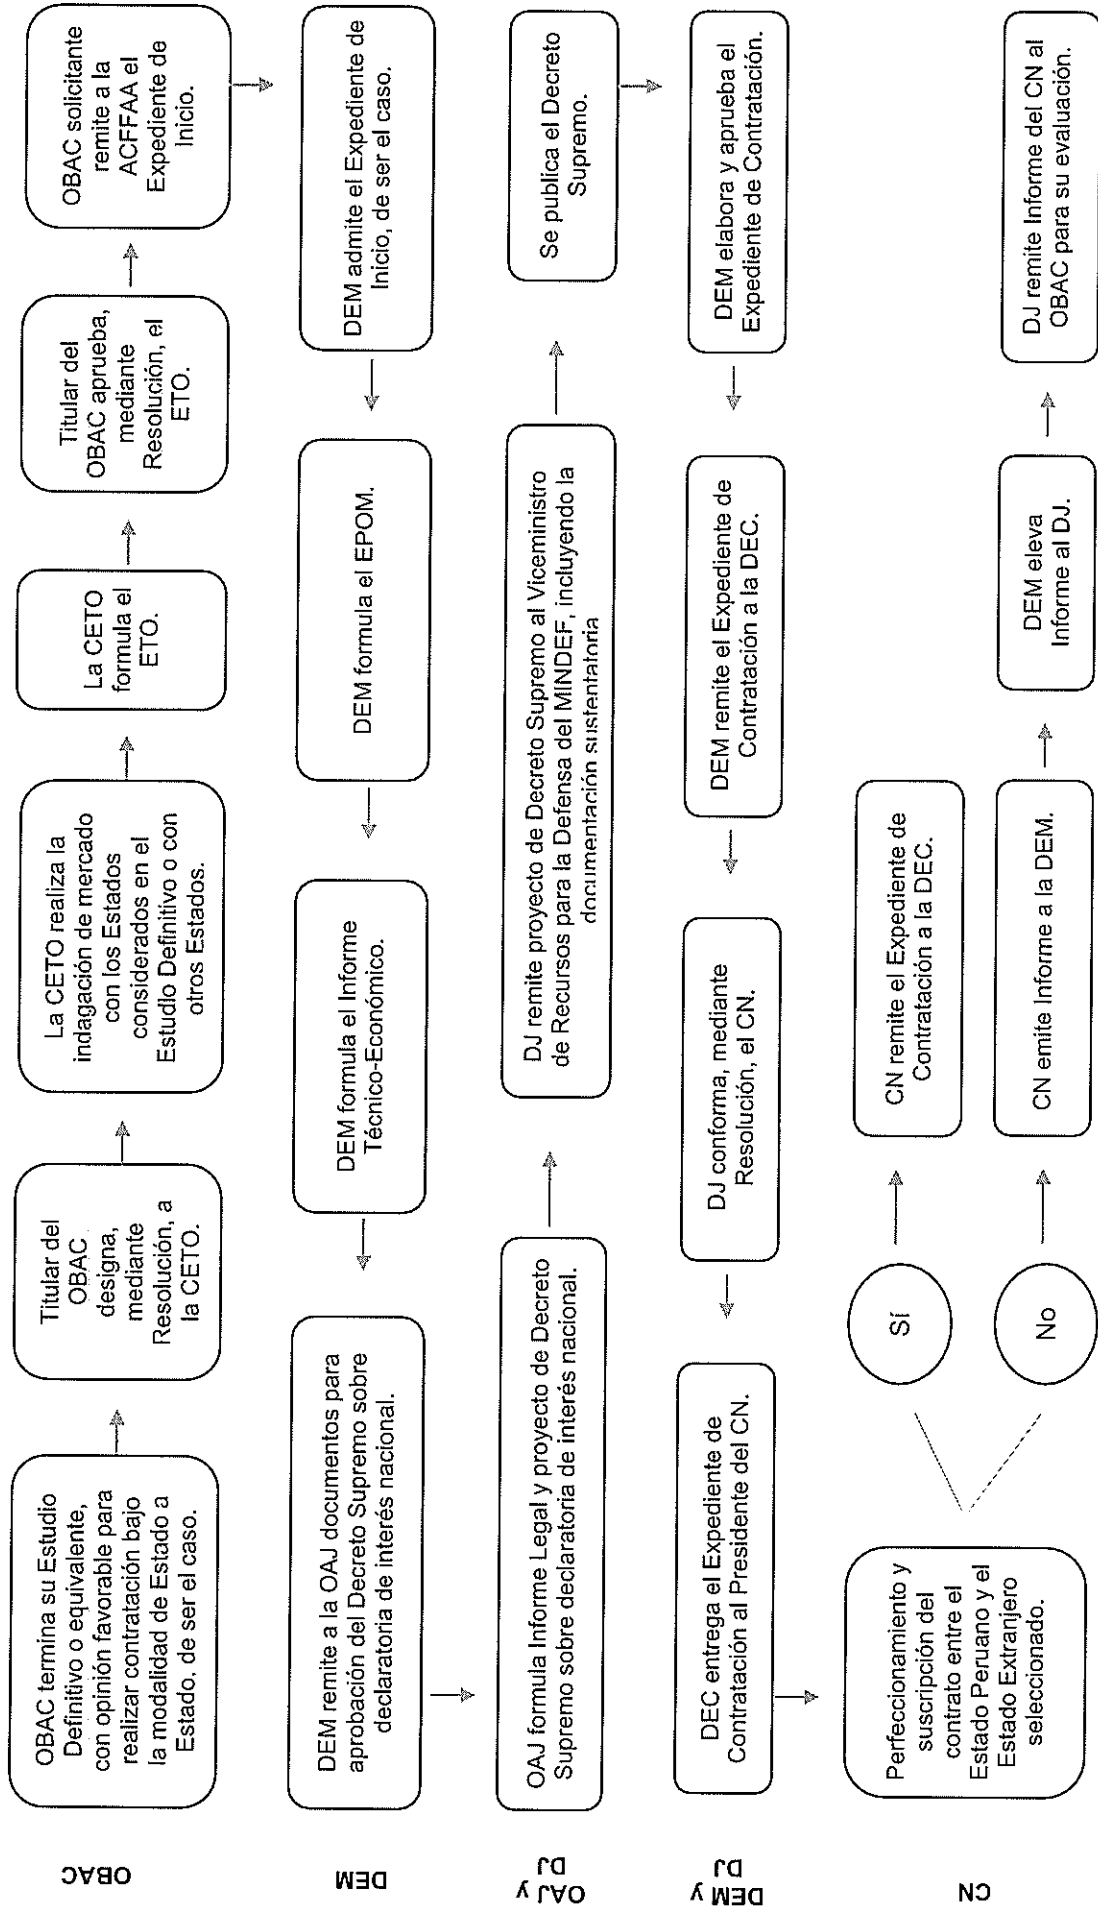 OBAC
OBAC termina su Estudio
Definitivo o equivalente,
con opinión favorable para
realizar contratación bajo
la modalidad de Estado a
Estado, de ser el caso.
Titular del
OBAC
designa,
mediante
Resolución, a
la CETO.
La CETO realiza la
indagación de mercado
con los Estados
considerados en el
Estudio Definitivo o con
otros Estados.
La CETO
formula el
ETO.
Titular del
OBAC aprueba,
mediante
Resolución, el
ETO.
OBAC solicitante
remite a la
ACFFAA el
Expediente de
Inicio.
DEM
DEM admite el Expediente de
Inicio, de ser el caso.
DEM formula el EPOM.
DEM formula el Informe
Técnico-Económico.
DEM remite a la OAJ documentos para
aprobación del Decreto Supremo sobre
declaratoria de interés nacional.
OAJ y
DJ
OAJ formula Informe Legal y proyecto de Decreto
Supremo sobre declaratoria de interés nacional.
DJ remite proyecto de Decreto Supremo al Viceministro
de Recursos para la Defensa del MINDEF, incluyendo la
documentación sustentatoria
Se publica el Decreto
Supremo.
DEM y
DJ
DEM elabora y aprueba el
Expediente de Contratación.
DEM remite el Expediente de
Contratación a la DEC.
DJ conforma, mediante
Resolución, el CN.
DEC entrega el Expediente de
Contratación al Presidente del CN.
CN
Perfeccionamiento y
suscripción del
contrato entre el
Estado Peruano y el
Estado Extranjero
seleccionado.
Sí
CN remite el Expediente de
Contratación a la DEC.
No
CN emite Informe a la DEM.
DEM eleva
Informe al DJ.
DJ remite Informe del CN al
OBAC para su evaluación.